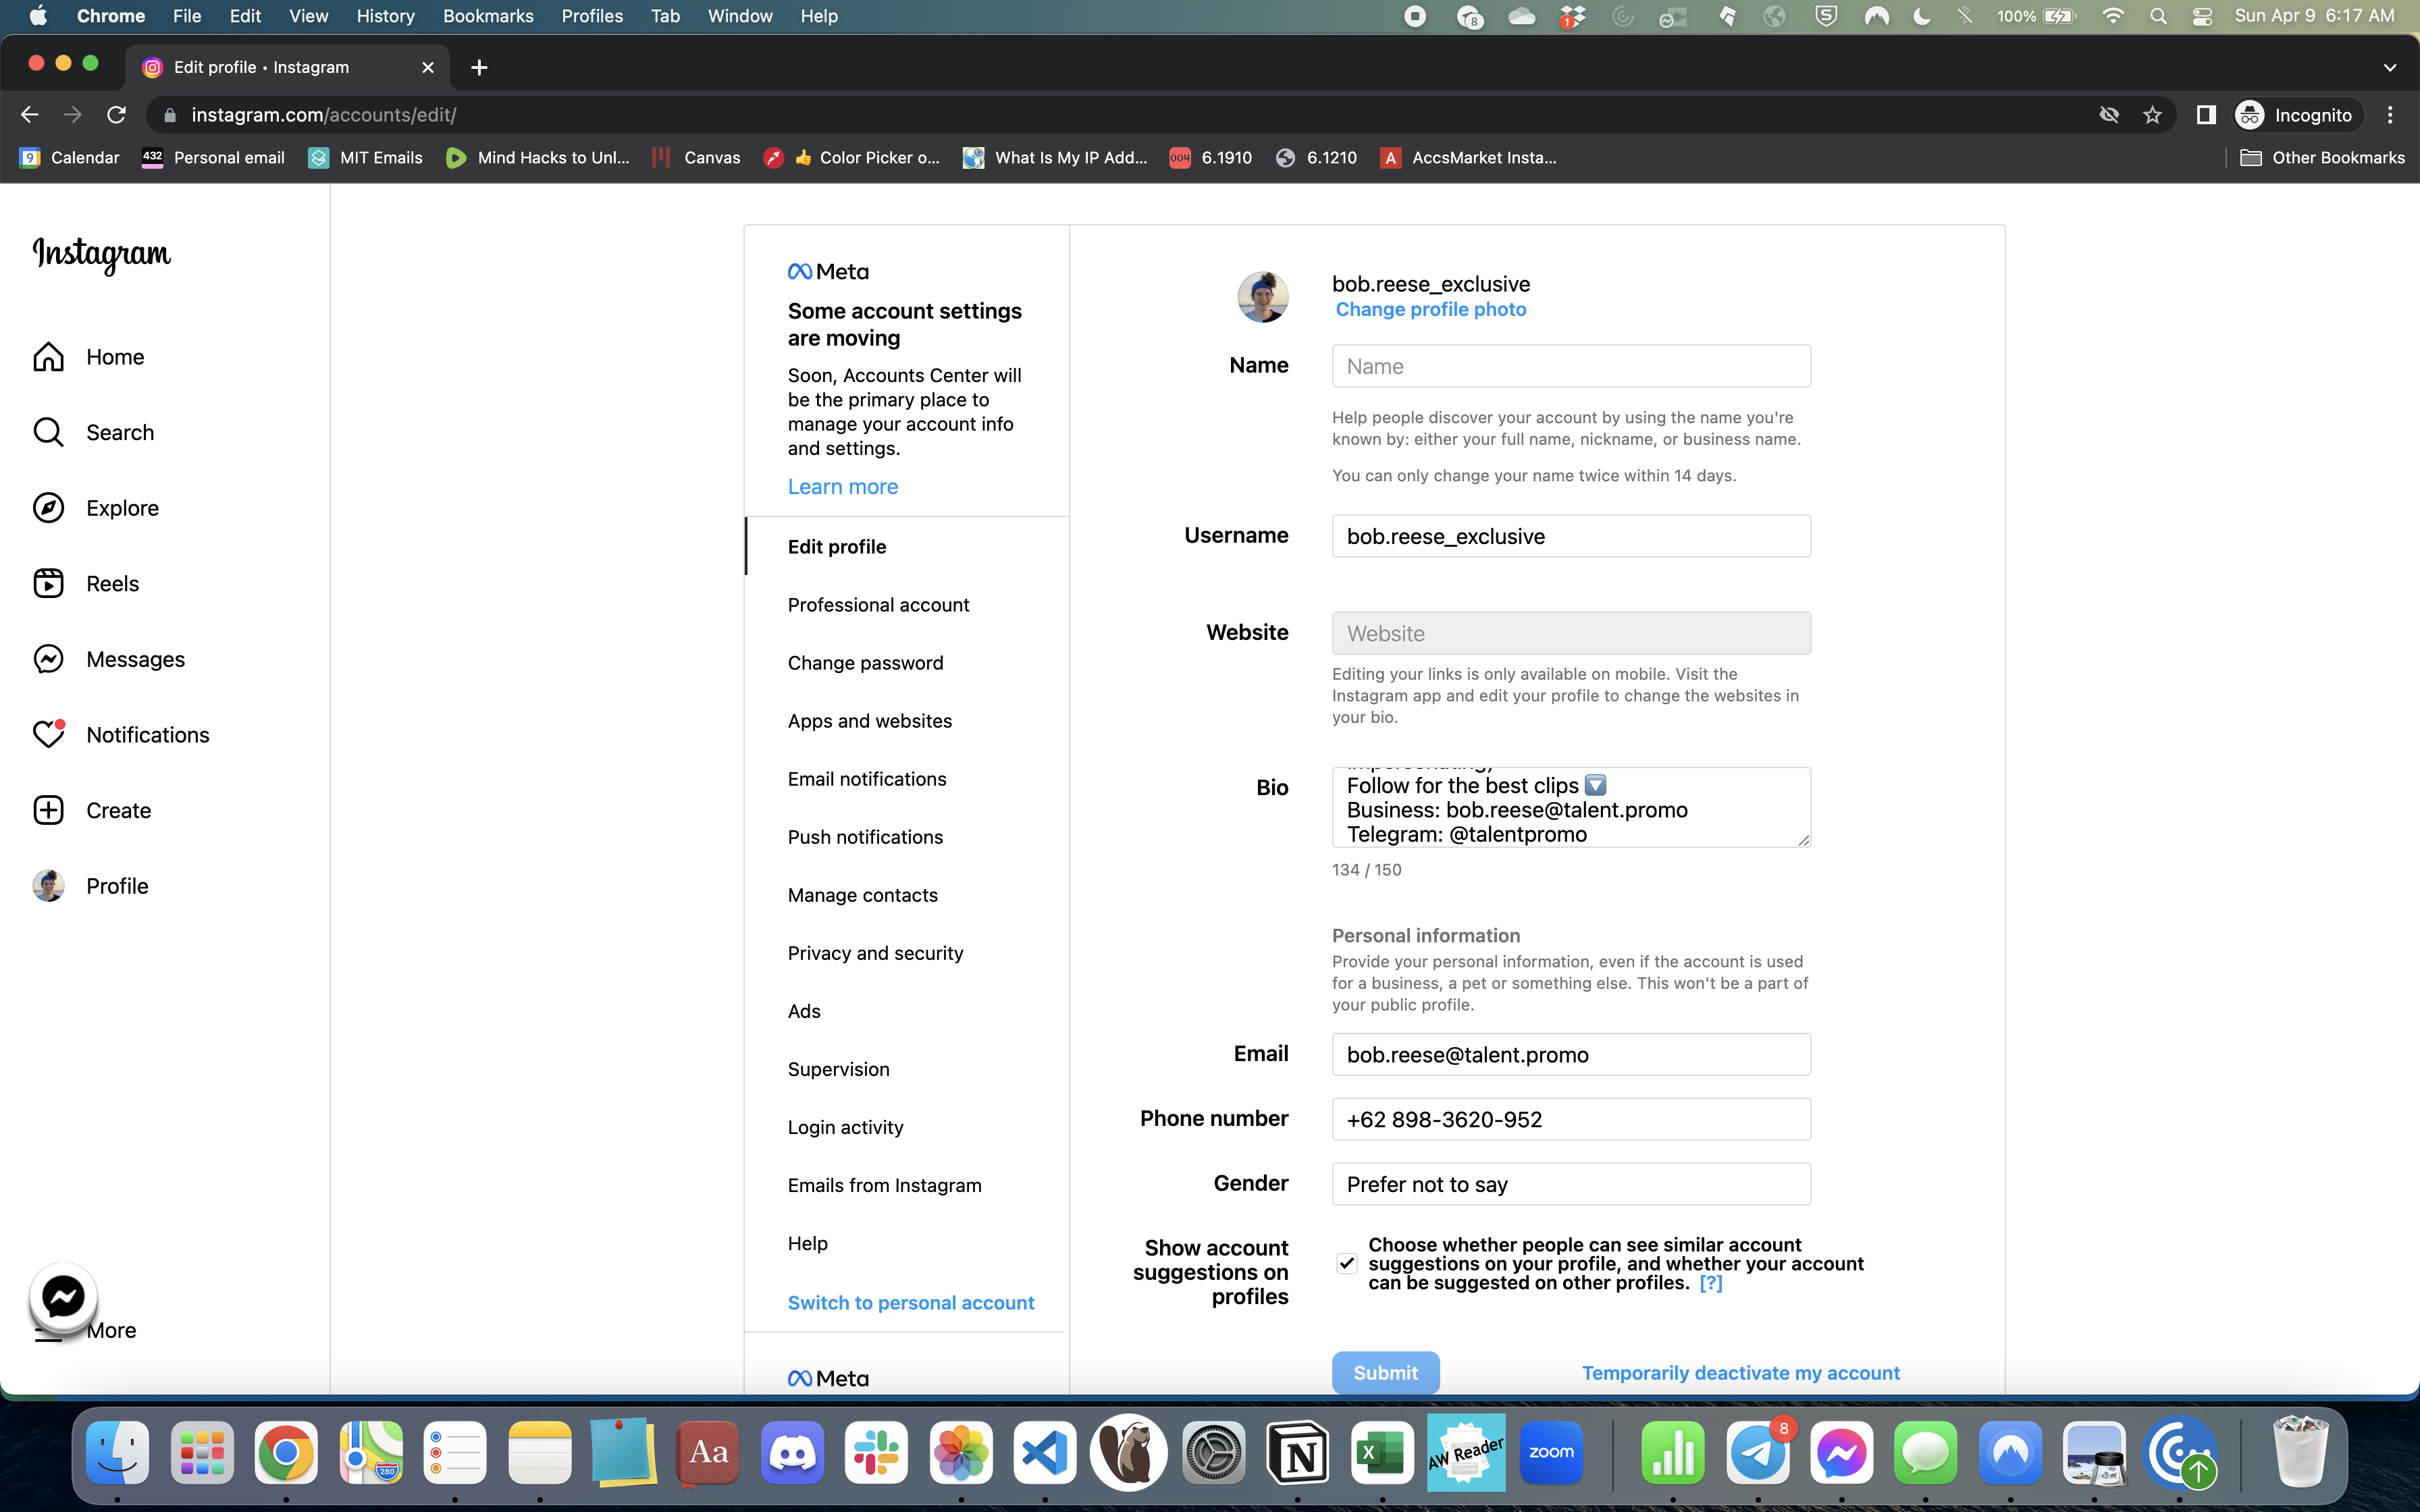 Chrome File Edit View History Bookmarks Profiles Tab Window Help
8 1 100% Sun Apr 9 6:17 AM
Edit profile • Instagram
instagram.com/accounts/edit/ Incognito
9 Calendar 432 Personal email MIT Emails Mind Hacks to Unl... Canvas 👍 Color Picker o... What Is My IP Add... 004 6.1910 6.1210 A AccsMarket Insta... Other Bookmarks
Instagram
Home
Search
Explore
Reels
Messages
Notifications
Create
Profile
More
Meta
Some account settings
are moving
Soon, Accounts Center will
be the primary place to
manage your account info
and settings.
Learn more
Edit profile
Professional account
Change password
Apps and websites
Email notifications
Push notifications
Manage contacts
Privacy and security
Ads
Supervision
Login activity
Emails from Instagram
Help
Switch to personal account
Meta
bob.reese_exclusive
Change profile photo
Name Name
Help people discover your account by using the name you're
known by: either your full name, nickname, or business name.
You can only change your name twice within 14 days.
Username bob.reese_exclusive
Website Website
Editing your links is only available on mobile. Visit the
Instagram app and edit your profile to change the websites in
your bio.
Bio
Follow for the best clips 🔽
Business: bob.reese@talent.promo
Telegram: @talentpromo
134 / 150
Personal information
Provide your personal information, even if the account is used
for a business, a pet or something else. This won't be a part of
your public profile.
Email bob.reese@talent.promo
Phone number +62 898-3620-952
Gender Prefer not to say
Show account
suggestions on
profiles
Choose whether people can see similar account
suggestions on your profile, and whether your account
can be suggested on other profiles. [?]
Submit Temporarily deactivate my account
280 Aa N X AW Reader zoom 8